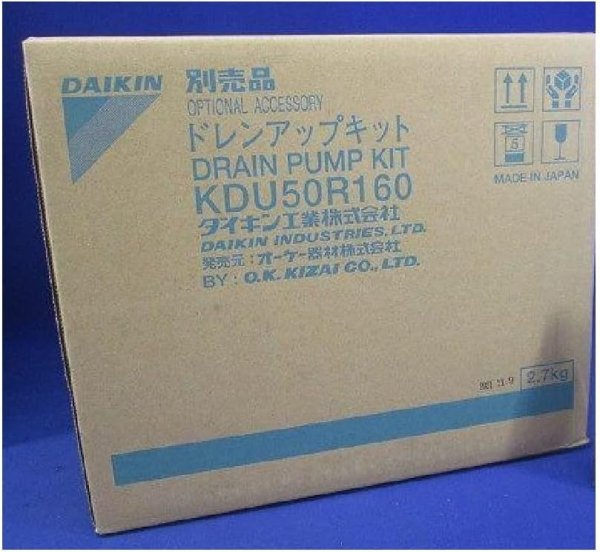 DAIKIN
別売品
OPTIONAL ACCESSORY
ドレンアップキット
DRAIN PUMP KIT
KDU50R160
ダイキン工業株式会社
DAIKIN INDUSTRIES, LTD.
発売元：オーケー器材株式会社
BY : O.K. KIZAI CO., LTD.
5
MADE IN JAPAN
2.7kg